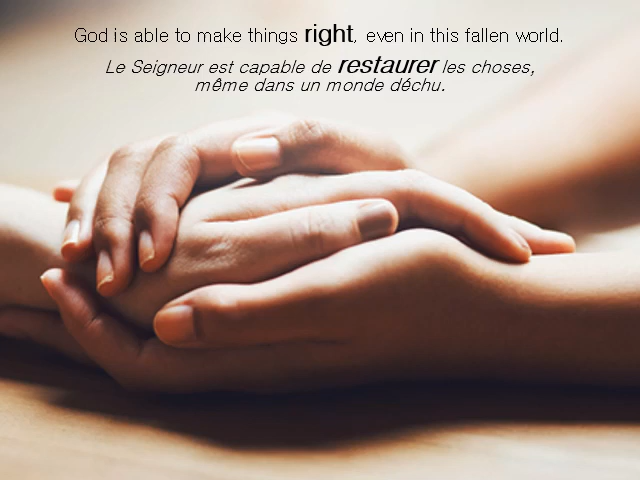 God is able to make things right, even in this fallen world.
Le Seigneur est capable de restaurer les choses,
même dans un monde déchu.